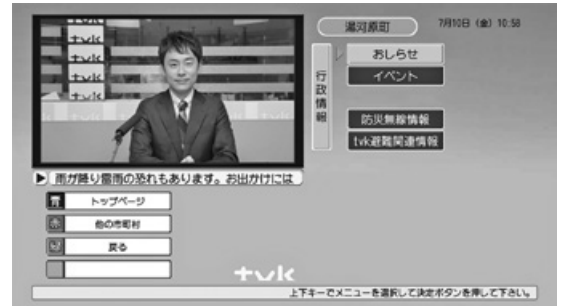 湯河原町
7月10日（金）10:58
tvk
tvk
tvk
tvk
行政情報
おしらせ
イベント
防災無線情報
tvk避難関連情報
雨が降り雷雨の恐れもあります。お出かけには
トップページ
他の市町村
戻る
tvk
上下キーでメニューを選択して決定ボタンを押して下さい。